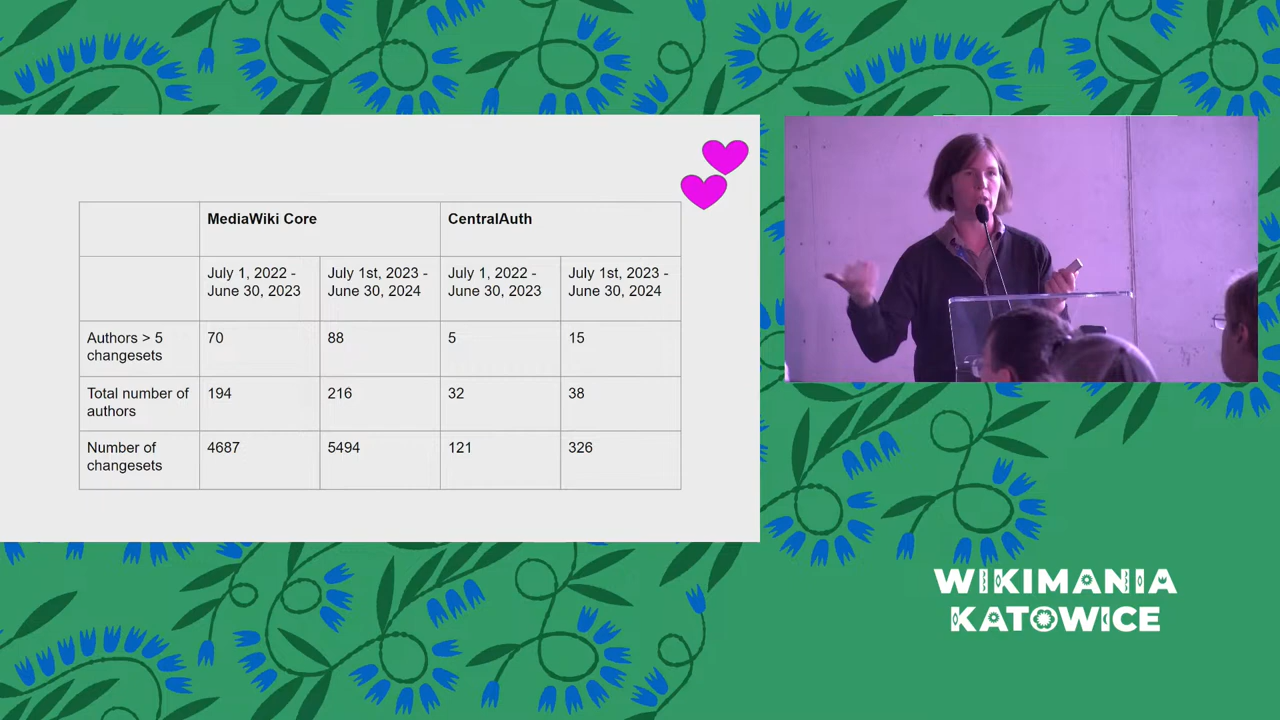 MediaWiki Core
CentralAuth
July 1, 2022 -
June 30, 2023
July 1st, 2023 -
June 30, 2024
July 1, 2022 -
June 30, 2023
July 1st, 2023 -
June 30, 2024
Authors > 5
changesets
70
88
5
15
Total number of
authors
194
216
32
38
Number of
changesets
4687
5494
121
326
WIKIMANIA
KATOWICE